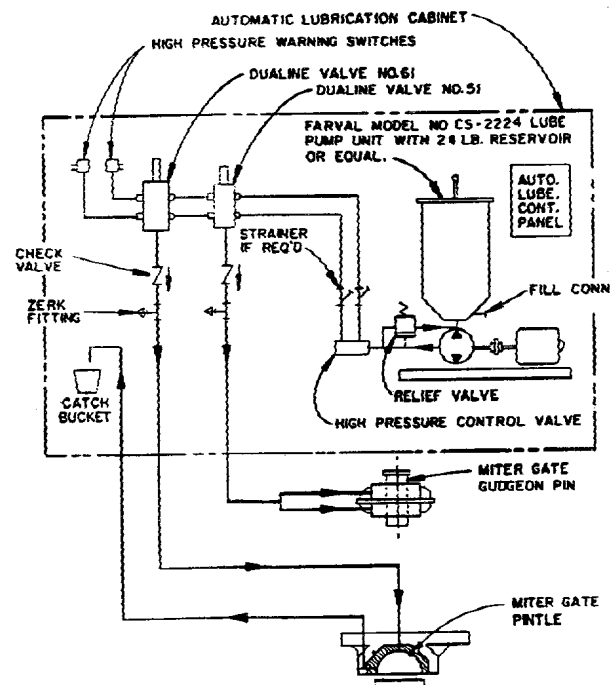 AUTOMATIC LUBRICATION CABINET
HIGH PRESSURE WARNING SWITCHES
DUALINE VALVE NO.61
DUALINE VALVE NO.51
FARVAL MODEL NO CS-2224 LUBE
PUMP UNIT WITH 24 LB. RESERVOIR
OR EQUAL.
AUTO.
LUBE.
CONT.
PANEL
STRAINER
IF REQ'D
CHECK
VALVE
FILL CONN
ZERK
FITTING
RELIEF VALVE
CATCH
BUCKET
HIGH PRESSURE CONTROL VALVE
MITER GATE
GUDGEON PIN
MITER GATE
PINTLE